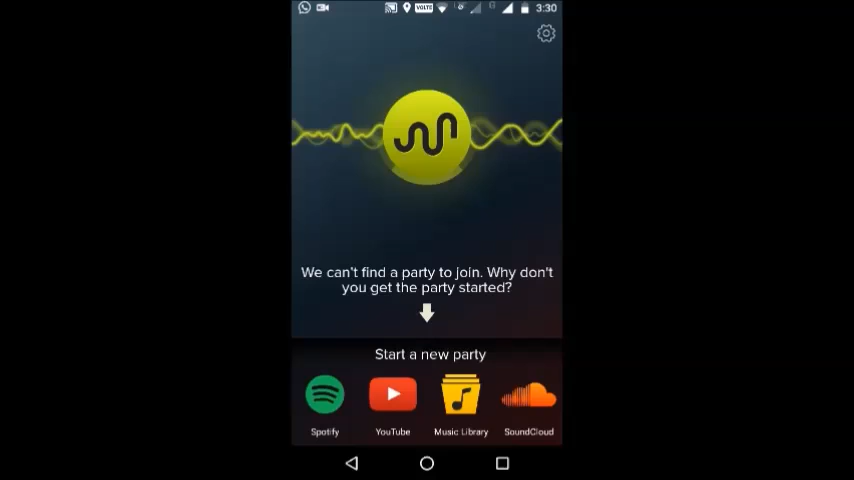 VOLTE
3:30
We can't find a party to join. Why don't
you get the party started?
Start a new party
Spotify
YouTube
Music Library
SoundCloud